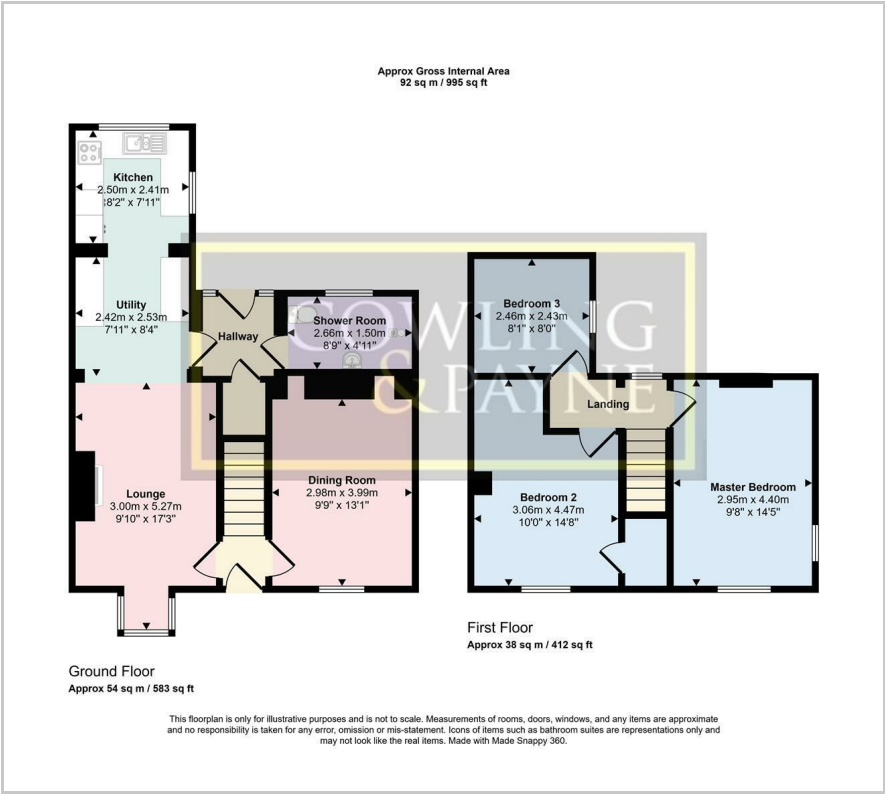 Approx Gross Internal Area
92 sq m / 995 sq ft
Kitchen
2.50m x 2.41m
8'2" x 7'11"
Utility
2.42m x 2.53m
7'11" x 8'4"
Hallway
Shower Room
2.66m x 1.50m
8'9" x 4'11"
Lounge
3.00m x 5.27m
9'10" x 17'3"
Dining Room
2.98m x 3.99m
9'9" x 13'1"
Bedroom 3
2.46m x 2.43m
8'1" x 8'0"
Landing
Bedroom 2
3.06m x 4.47m
10'0" x 14'8"
Master Bedroom
2.95m x 4.40m
9'8" x 14'5"
COWLING
& PAYNE
First Floor
Approx 38 sq m / 412 sq ft
Ground Floor
Approx 54 sq m / 583 sq ft
This floorplan is only for illustrative purposes and is not to scale. Measurements of rooms, doors, windows, and any items are approximate
and no responsibility is taken for any error, omission or mis-statement. Icons of items such as bathroom suites are representations only and
may not look like the real items. Made with Made Snappy 360.